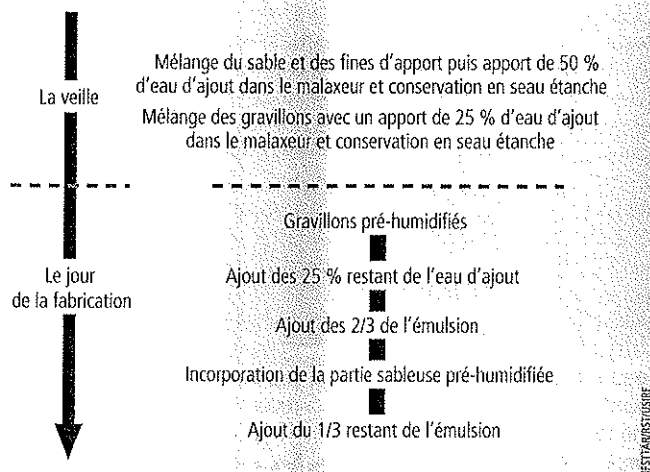 La veille
Mélange du sable et des fines d'apport puis apport de 50 %
d'eau d'ajout dans le malaxeur et conservation en seau étanche
Mélange des gravillons avec un apport de 25 % d'eau d'ajout
dans le malaxeur et conservation en seau étanche
Gravillons pré-humidifiés
Le jour
de la fabrication
Ajout des 25 % restant de l'eau d'ajout
Ajout des 2/3 de l'émulsion
Incorporation de la partie sableuse pré-humidifiée
Ajout du 1/3 restant de l'émulsion